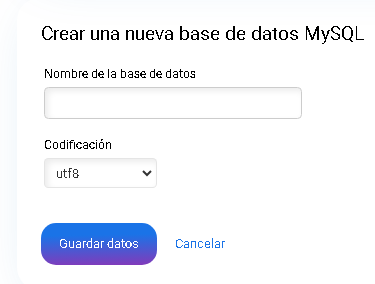 Crear una nueva base de datos MySQL
Nombre de la base de datos
Codificación
utf8
Guardar datos Cancelar